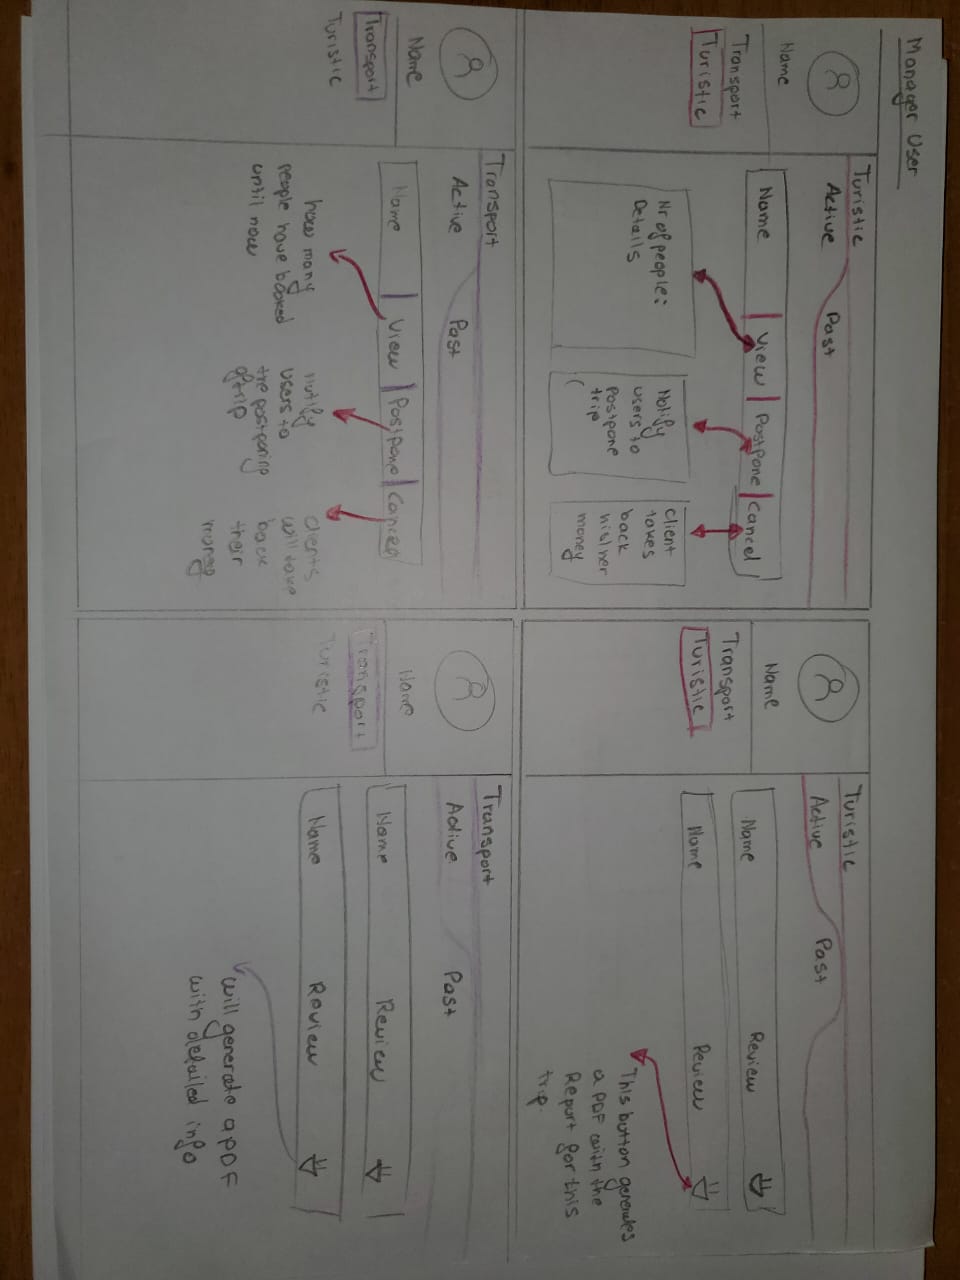 Manager User
Name
Transport
Turistic
Turistic
Active Past
Name View Postpone Cancel
Nr of people:
Details
Notify
users to
postpone
trip
Client
takes
back
his/her
money
Name
Transport
Turistic
Turistic
Active Past
Name Review
Name Review
This button generates
a PDF with the
Report for this
trip.
Name
Transport
Turistic
Transport
Active Past
Name View Postpone Cancel
how many
people have booked
until now
notify
users to
the postponing
of trip
Clients
will take
back
their
money
Name
Transport
Turistic
Transport
Active Past
Name Review
Name Review
will generate a PDF
with detailed info